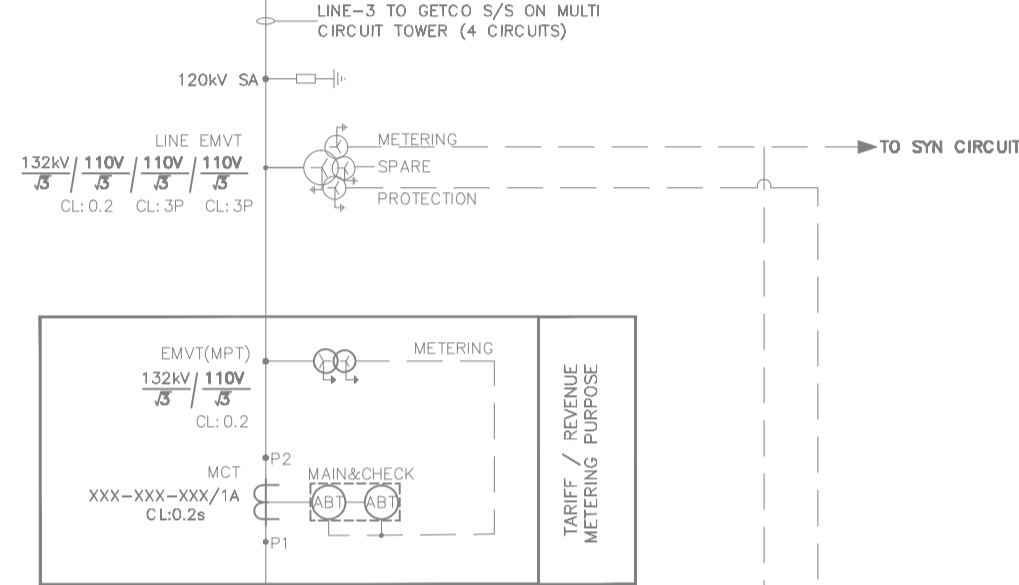 LINE-3 TO GETCO S/S ON MULTI
CIRCUIT TOWER (4 CIRCUITS)
120kV SA
LINE EMVT
132kV/√3 / 110V/√3 / 110V/√3 / 110V/√3
CL:0.2 CL:3P CL:3P
METERING
SPARE
PROTECTION
TO SYN CIRCUIT
EMVT(MPT)
132kV/√3 / 110V/√3
CL:0.2
METERING
P2
MCT
XXX-XXX-XXX/1A
CL:0.2s
MAIN&CHECK
ABT ABT
P1
TARIFF / REVENUE
METERING PURPOSE